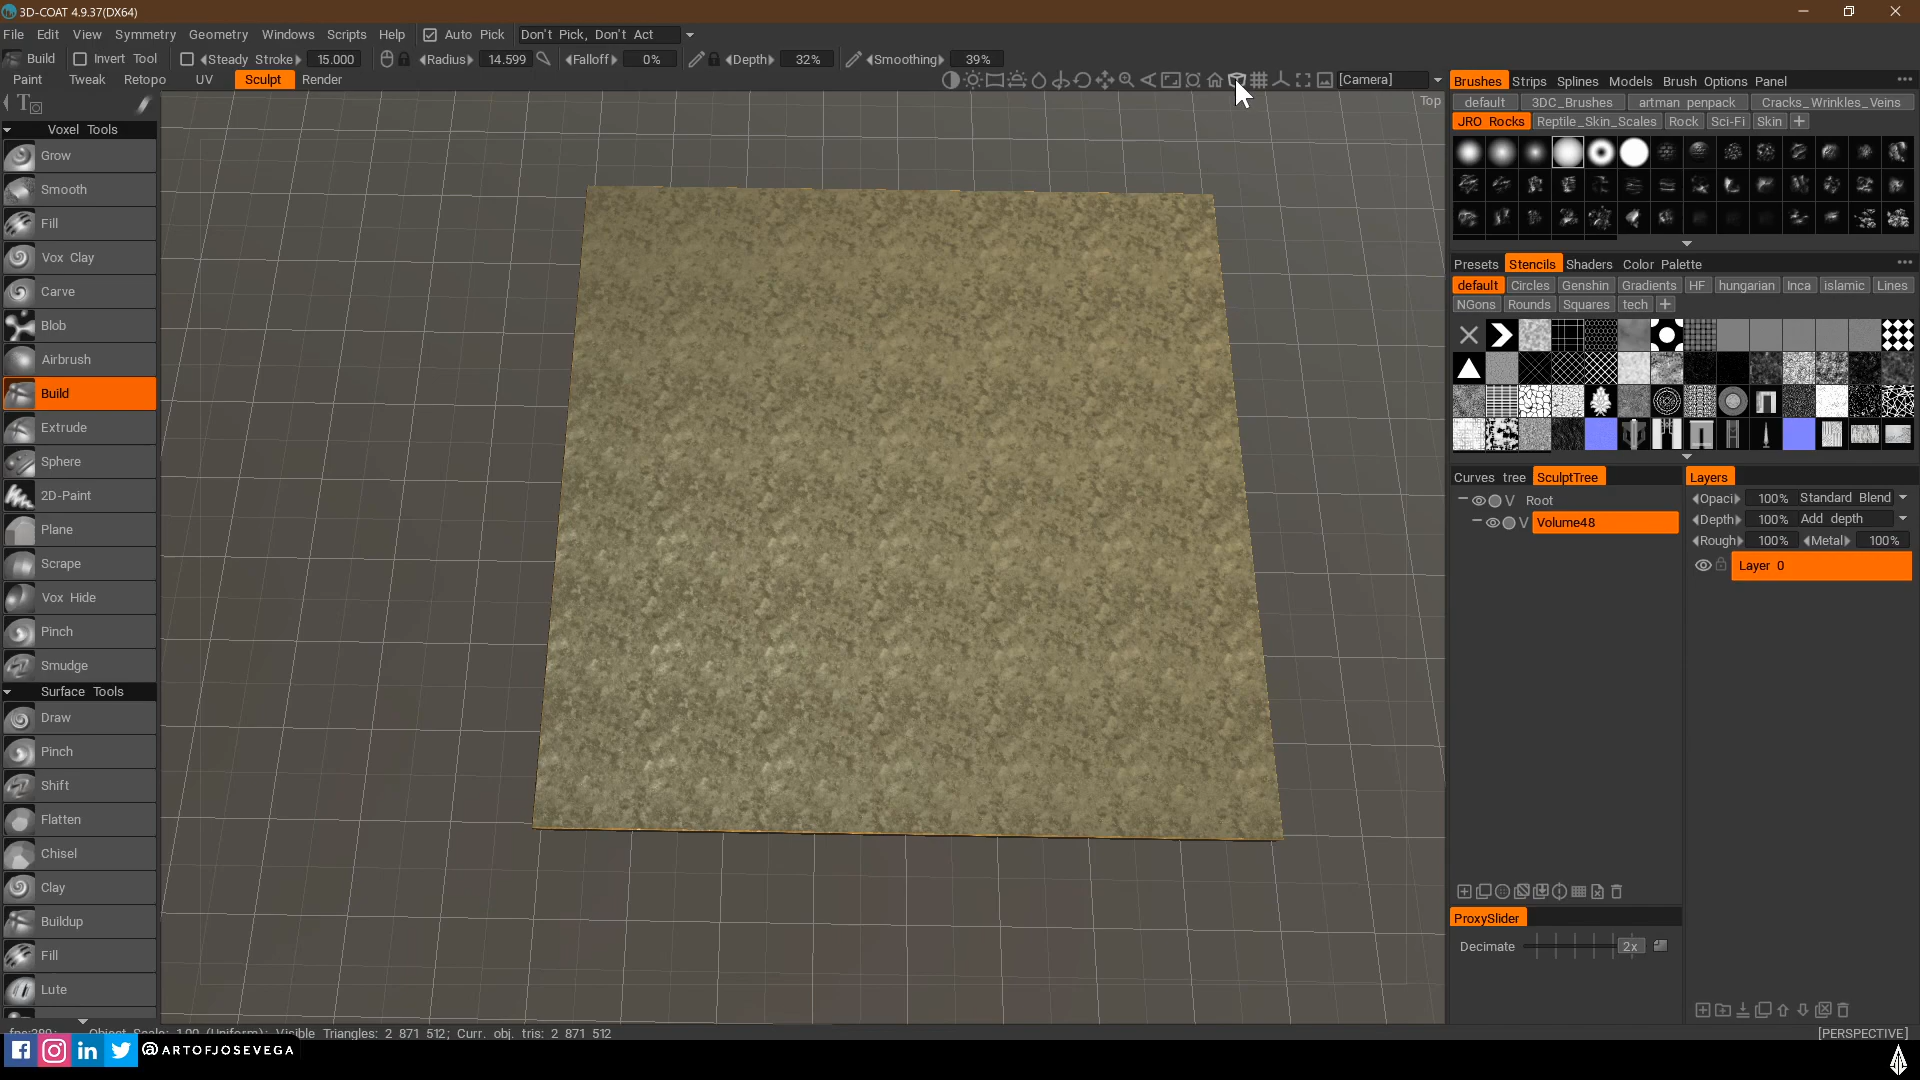 3D-COAT 4.9.37(DX64)
File Edit View Symmetry Geometry Windows Scripts Help Auto Pick Don't Pick, Don't Act
Build Invert Tool Steady Stroke 15.000 Radius 14.599 Falloff 0% Depth 32% Smoothing 39%
Paint Tweak Retopo UV Sculpt Render [Camera]
Top
Voxel Tools
Grow
Smooth
Fill
Vox Clay
Carve
Blob
Airbrush
Build
Extrude
Sphere
2D-Paint
Plane
Scrape
Vox Hide
Pinch
Smudge
Surface Tools
Draw
Pinch
Shift
Flatten
Chisel
Clay
Buildup
Fill
Lute
Brushes Strips Splines Models Brush Options Panel
default 3DC_Brushes artman penpack Cracks_Wrinkles_Veins
JRO Rocks Reptile_Skin_Scales Rock Sci-Fi Skin +
Presets Stencils Shaders Color Palette
default Circles Genshin Gradients HF hungarian Inca islamic Lines
NGons Rounds Squares tech +
Curves tree SculptTree
V Root
V Volume48
Layers
Opaci 100% Standard Blend
Depth 100% Add depth
Rough 100% Metal 100%
Layer 0
ProxySlider
Decimate 2x
fps:289; Object Scale: 1.00 (Uniform); Visible Triangles: 2 871 512; Curr. obj. tris: 2 871 512
[PERSPECTIVE]
@ARTOFJOSEVEGA